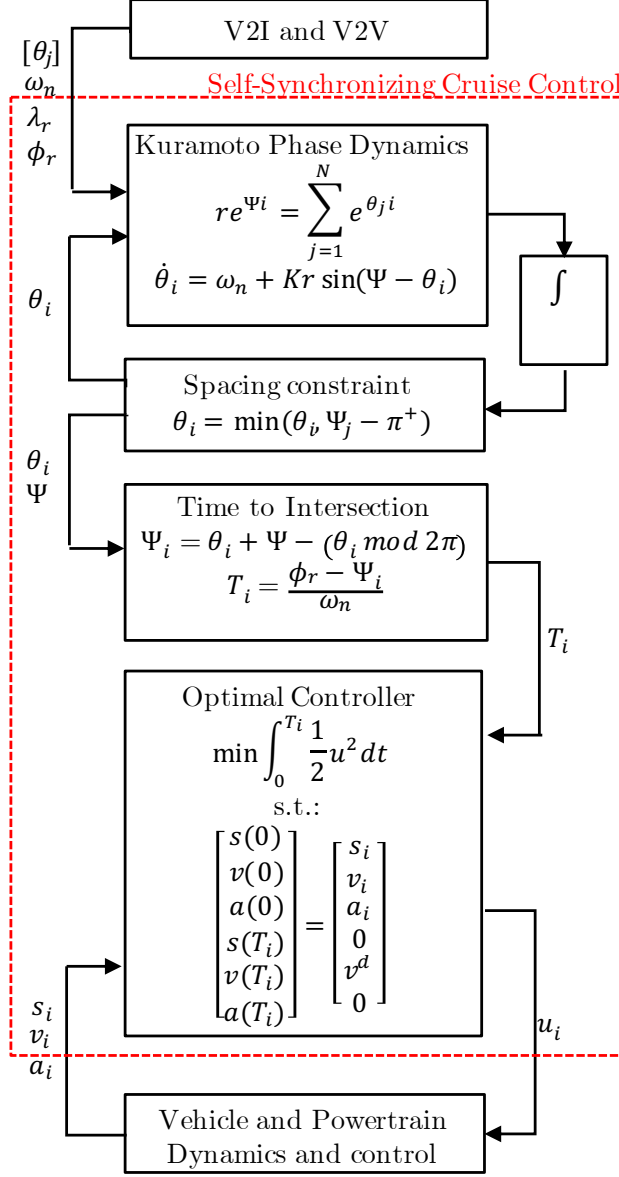 V2I and V2V
[θ_j]
ω_n
λ_r
ϕ_r
Self-Synchronizing Cruise Control
Kuramoto Phase Dynamics
re^{Ψi} = ∑_{j=1}^{N} e^{θ_j i}
θ̇_i = ω_n + Kr sin(Ψ − θ_i)
∫
θ_i
Spacing constraint
θ_i = min(θ_i, Ψ_j − π^+)
θ_i
Ψ
Time to Intersection
Ψ_i = θ_i + Ψ − (θ_i mod 2π)
T_i = (ϕ_r − Ψ_i)/ω_n
T_i
Optimal Controller
min ∫_0^{T_i} 1/2 u^2 dt
s.t.:
[s(0) v(0) a(0) s(T_i) v(T_i) a(T_i)] = [s_i v_i a_i 0 v^d 0]
s_i
v_i
a_i
u_i
Vehicle and Powertrain
Dynamics and control